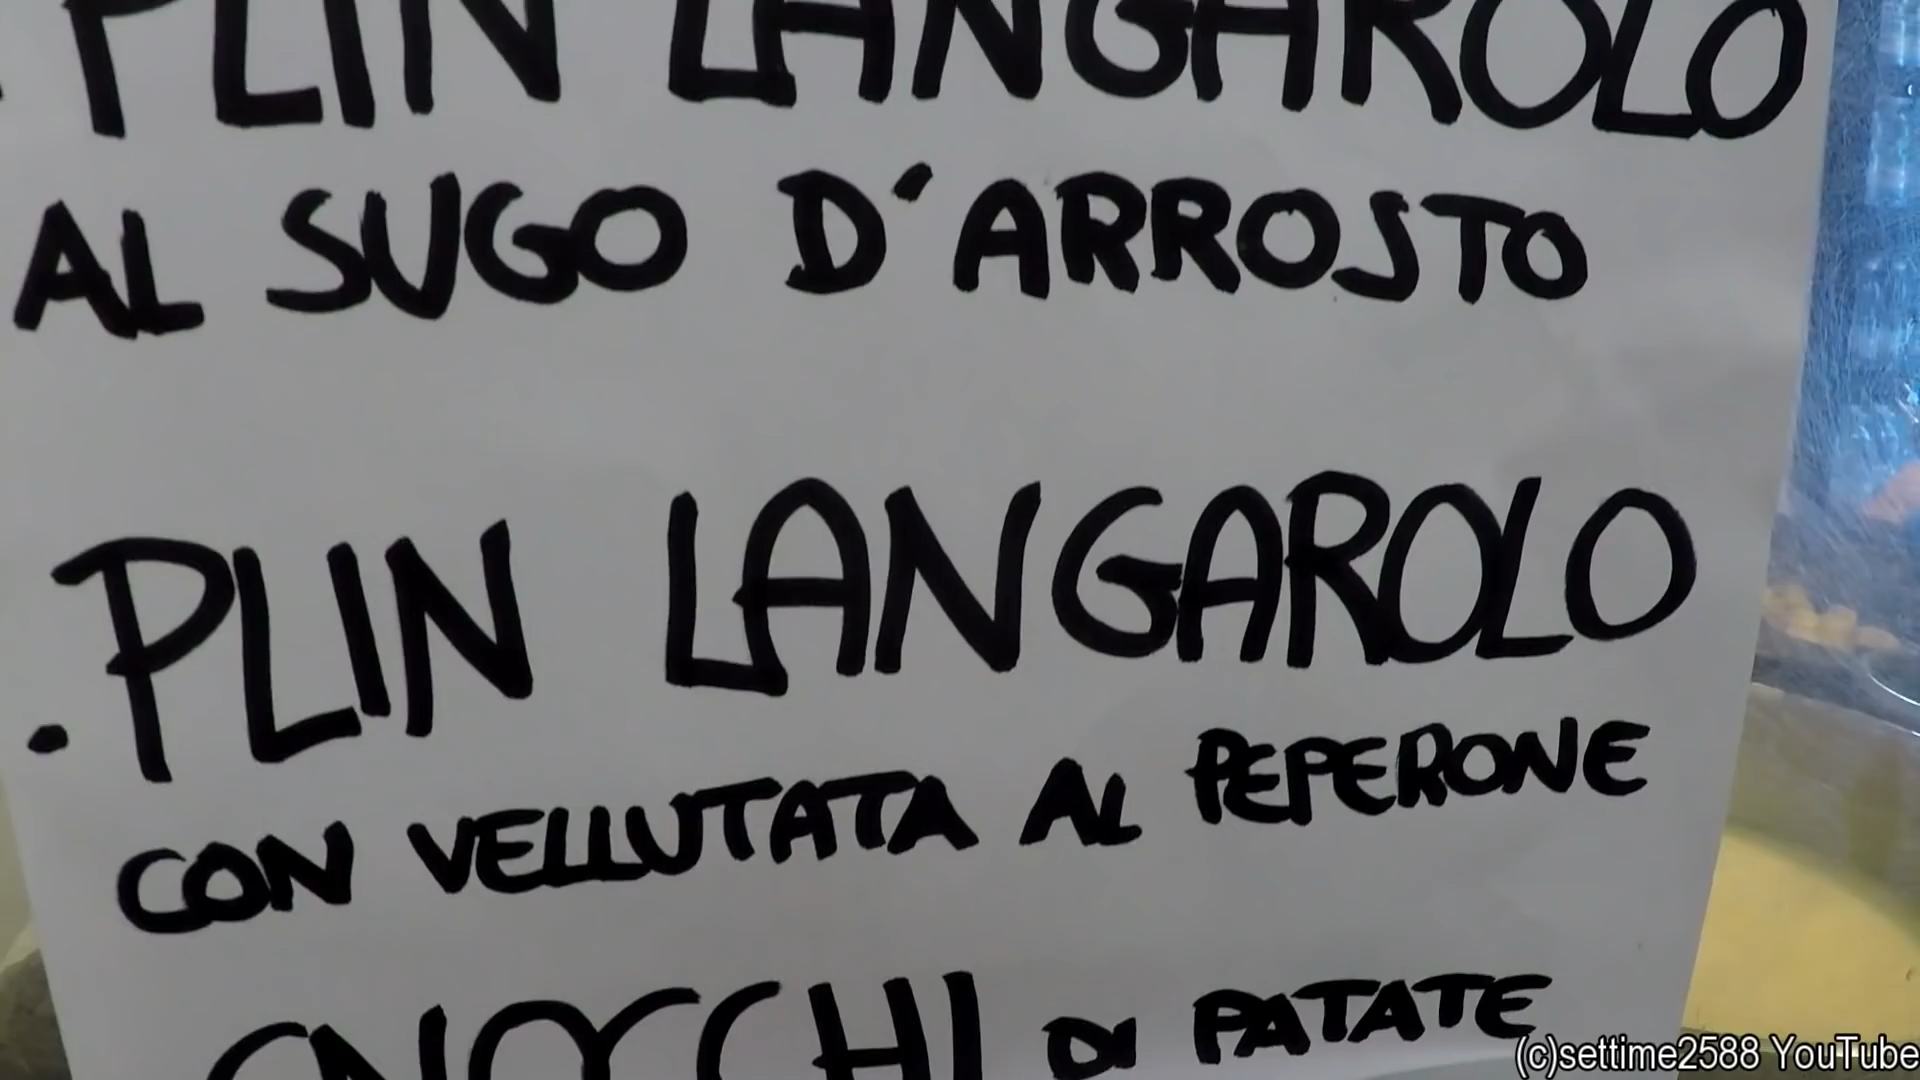 . PLIN LANGAROLO
AL SUGO D'ARROSTO
. PLIN LANGAROLO
CON VELLUTATA AL PEPERONE
GNOCCHI DI PATATE
(c)settime2588 YouTube